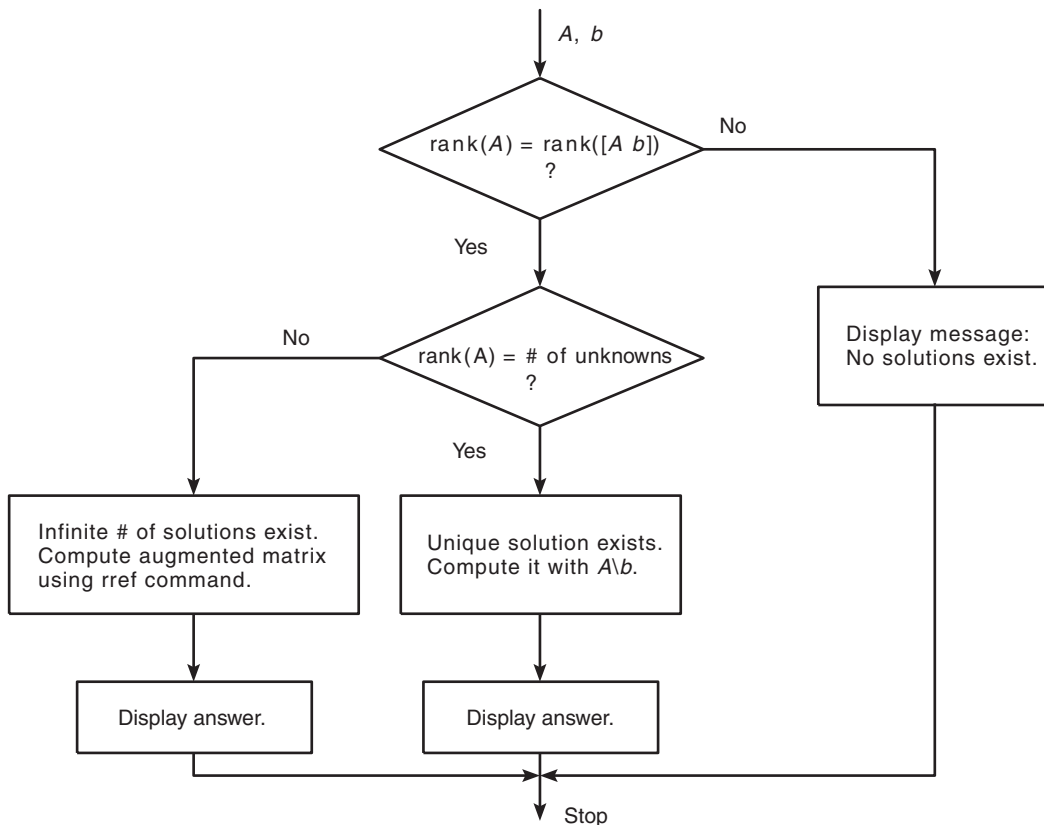 A, b
rank(A) = rank([A b])
?
No
Yes
Display message:
No solutions exist.
No
rank(A) = # of unknowns
?
Yes
Infinite # of solutions exist.
Compute augmented matrix
using rref command.
Unique solution exists.
Compute it with A\b.
Display answer.
Display answer.
Stop